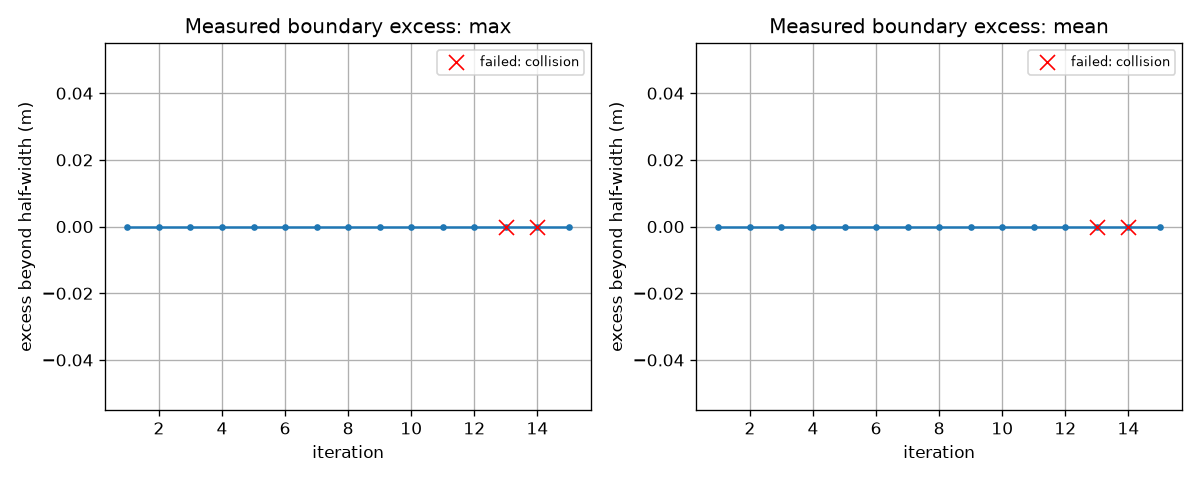 Measured boundary excess: max
failed: collision
excess beyond half-width (m)
0.04
0.02
0.00
−0.02
−0.04
2 4 6 8 10 12 14
iteration
Measured boundary excess: mean
failed: collision
excess beyond half-width (m)
0.04
0.02
0.00
−0.02
−0.04
2 4 6 8 10 12 14
iteration